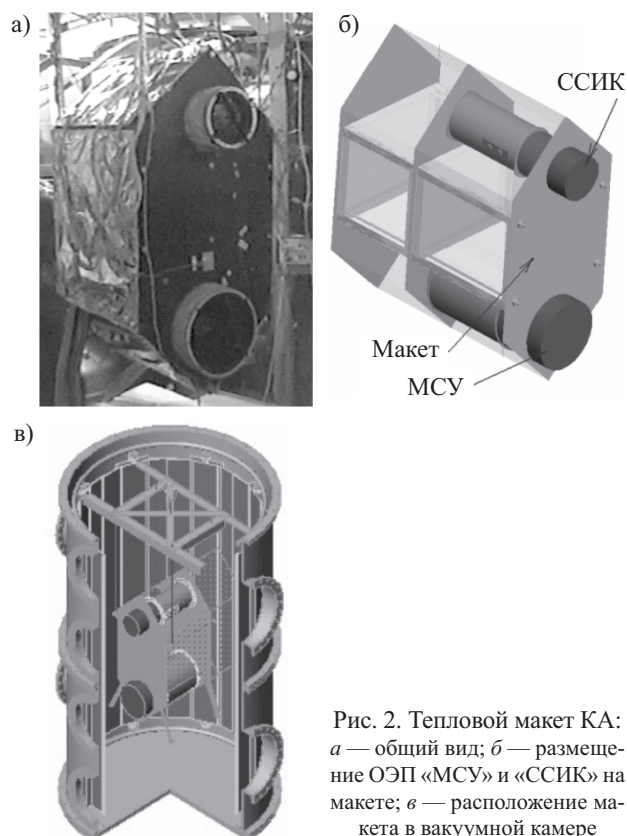 а)
б)
ССИК
Макет
МСУ
в)
Рис. 2. Тепловой макет КА:
а — общий вид; б — размеще-
ние ОЭП «МСУ» и «ССИК» на
макете; в — расположение ма-
кета в вакуумной камере